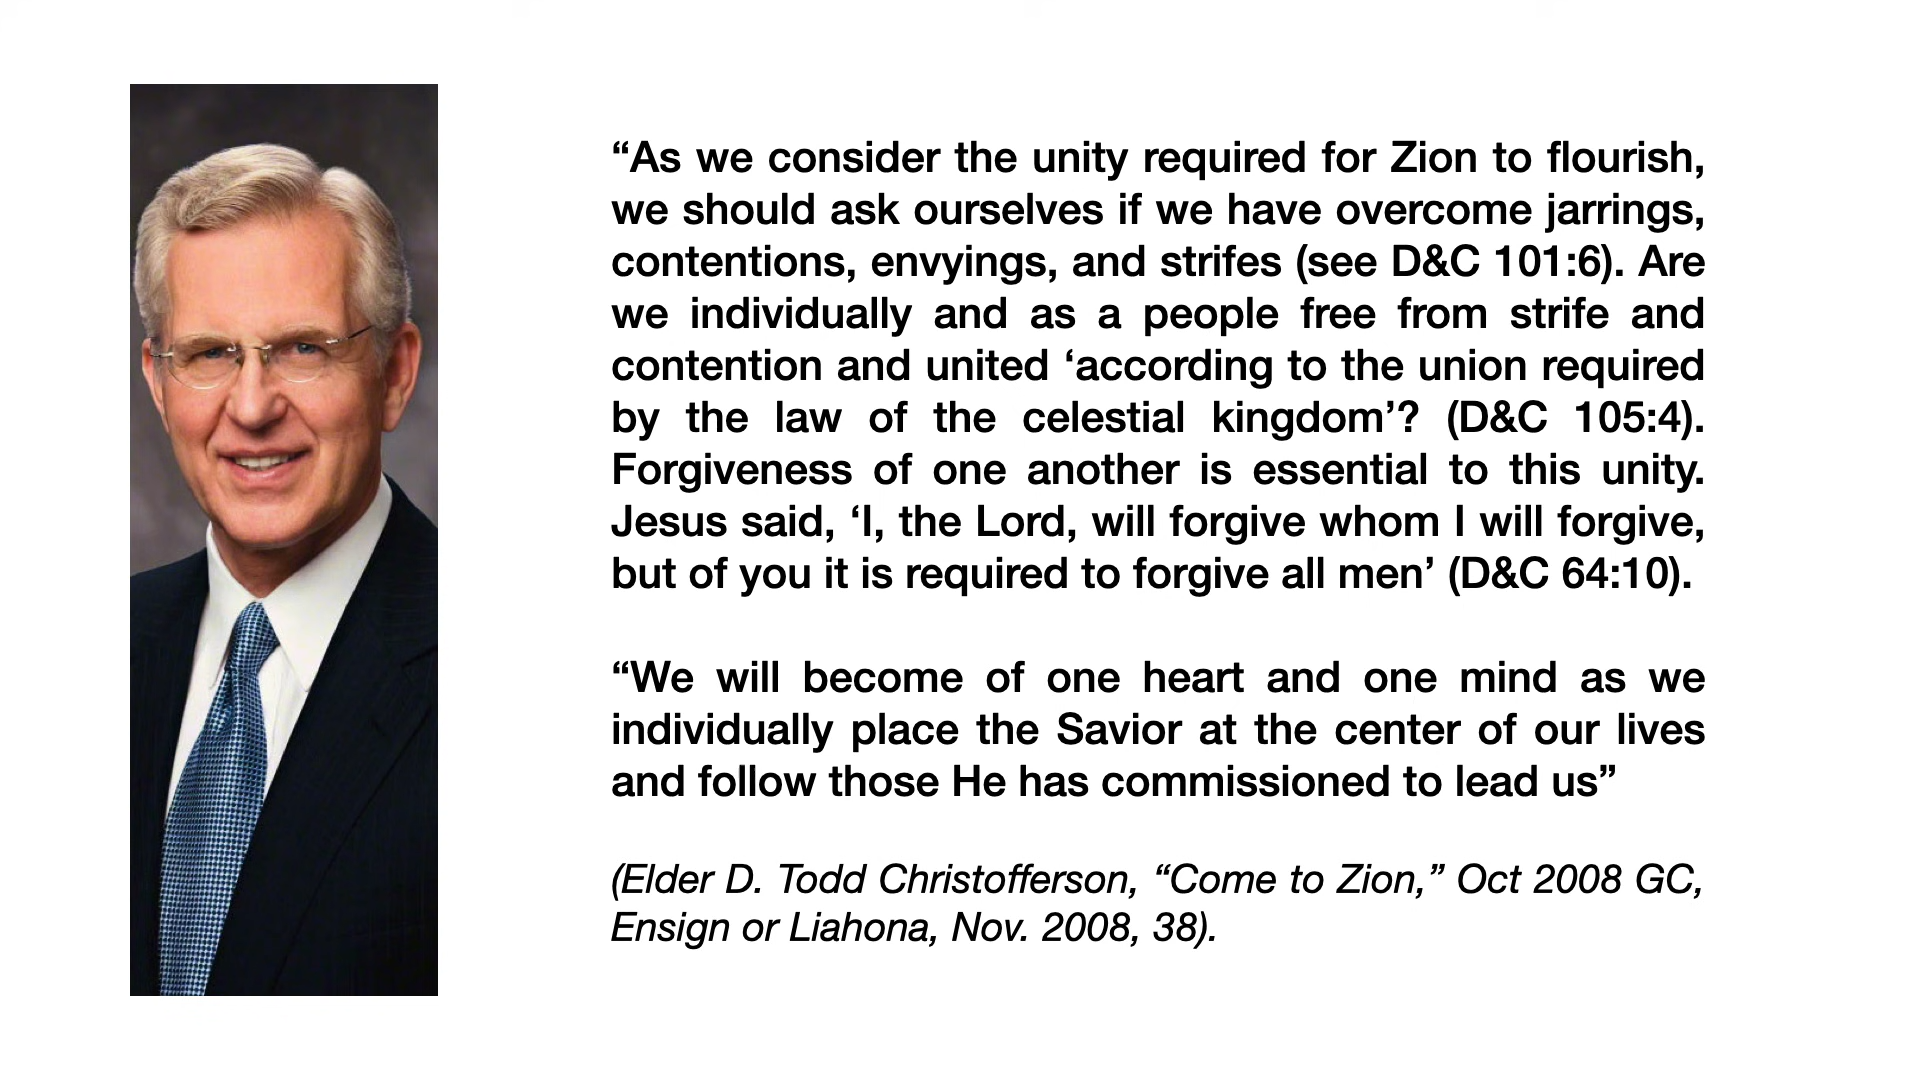 “As we consider the unity required for Zion to flourish,
we should ask ourselves if we have overcome jarrings,
contentions, envyings, and strifes (see D&C 101:6). Are
we individually and as a people free from strife and
contention and united ‘according to the union required
by the law of the celestial kingdom’? (D&C 105:4).
Forgiveness of one another is essential to this unity.
Jesus said, ‘I, the Lord, will forgive whom I will forgive,
but of you it is required to forgive all men’ (D&C 64:10).
“We will become of one heart and one mind as we
individually place the Savior at the center of our lives
and follow those He has commissioned to lead us”
(Elder D. Todd Christofferson, “Come to Zion,” Oct 2008 GC,
Ensign or Liahona, Nov. 2008, 38).